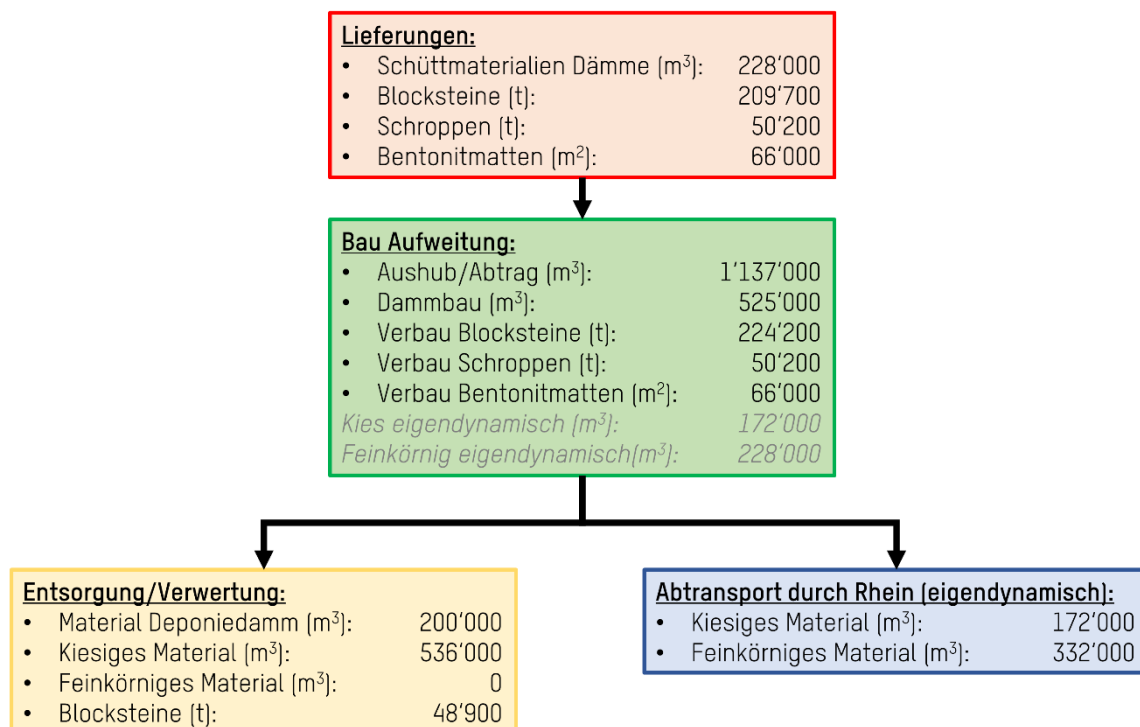 Lieferungen:
• Schüttmaterialien Dämme (m³): 228'000
• Blocksteine (t): 209'700
• Schroppen (t): 50'200
• Bentonitmatten (m²): 66'000
Bau Aufweitung:
• Aushub/Abtrag (m³): 1'137'000
• Dammbau (m³): 525'000
• Verbau Blocksteine (t): 224'200
• Verbau Schroppen (t): 50'200
• Verbau Bentonitmatten (m²): 66'000
Kies eigendynamisch (m³): 172'000
Feinkörnig eigendynamisch(m³): 228'000
Entsorgung/Verwertung:
• Material Deponiedamm (m³): 200'000
• Kiesiges Material (m³): 536'000
• Feinkörniges Material (m³): 0
• Blocksteine (t): 48'900
Abtransport durch Rhein (eigendynamisch):
• Kiesiges Material (m³): 172'000
• Feinkörniges Material (m³): 332'000